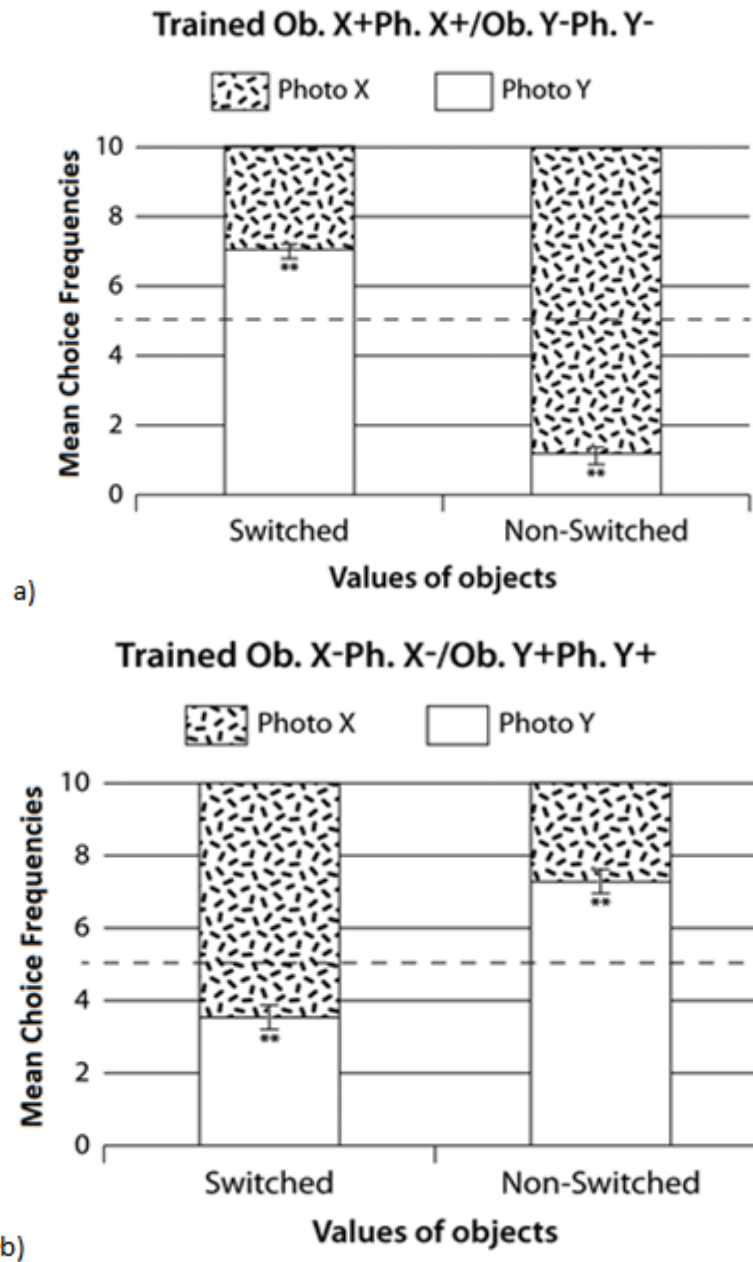 Trained Ob. X+Ph. X+/Ob. Y-Ph. Y-
Photo X
Photo Y
Mean Choice Frequencies
10
8
6
4
2
0
**
**
Switched
Non-Switched
Values of objects
a)
Trained Ob. X-Ph. X-/Ob. Y+Ph. Y+
Photo X
Photo Y
Mean Choice Frequencies
10
8
6
4
2
0
**
**
Switched
Non-Switched
Values of objects
b)